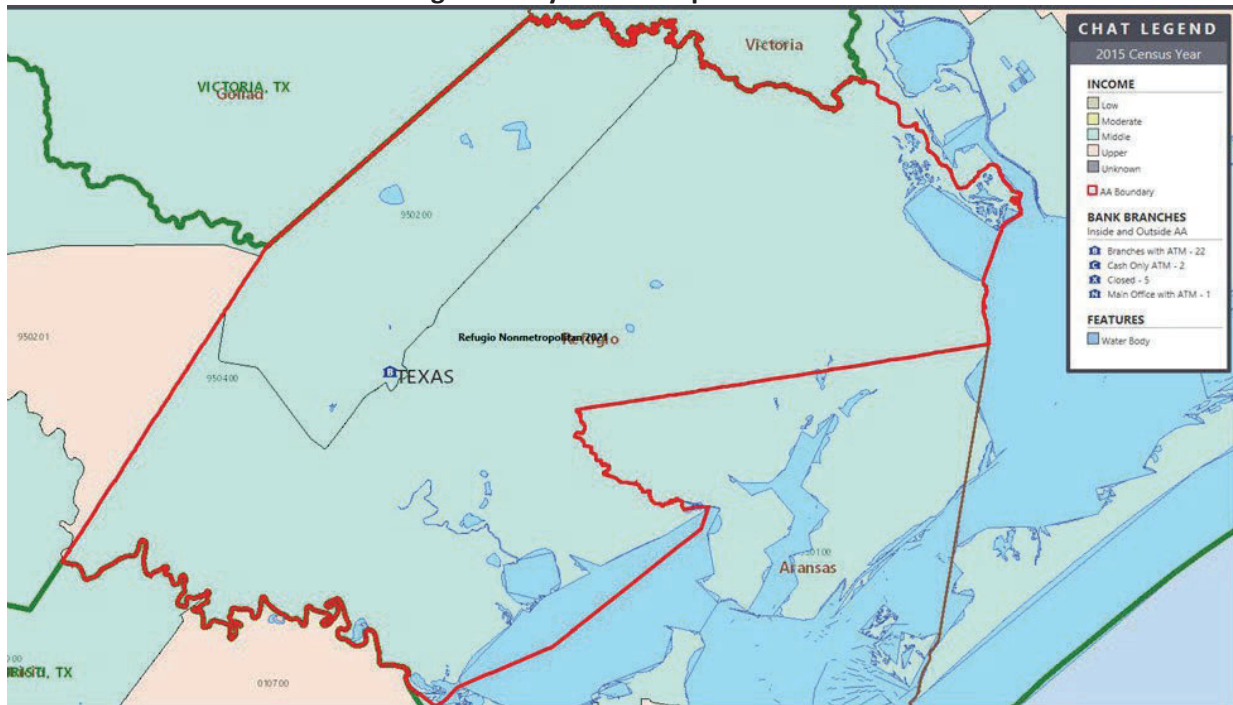 Victoria
VICTORIA, TX
Goliad
950200
950201
Refugio Nonmetropolitan 2021
Refugio
950400
TEXAS
Aransas
010700
CHAT LEGEND
2015 Census Year
INCOME
Low
Moderate
Middle
Upper
Unknown
AA Boundary
BANK BRANCHES
Inside and Outside AA
B Branches with ATM - 22
C Cash Only ATM - 2
X Closed - 5
N Main Office with ATM - 1
FEATURES
Water Body